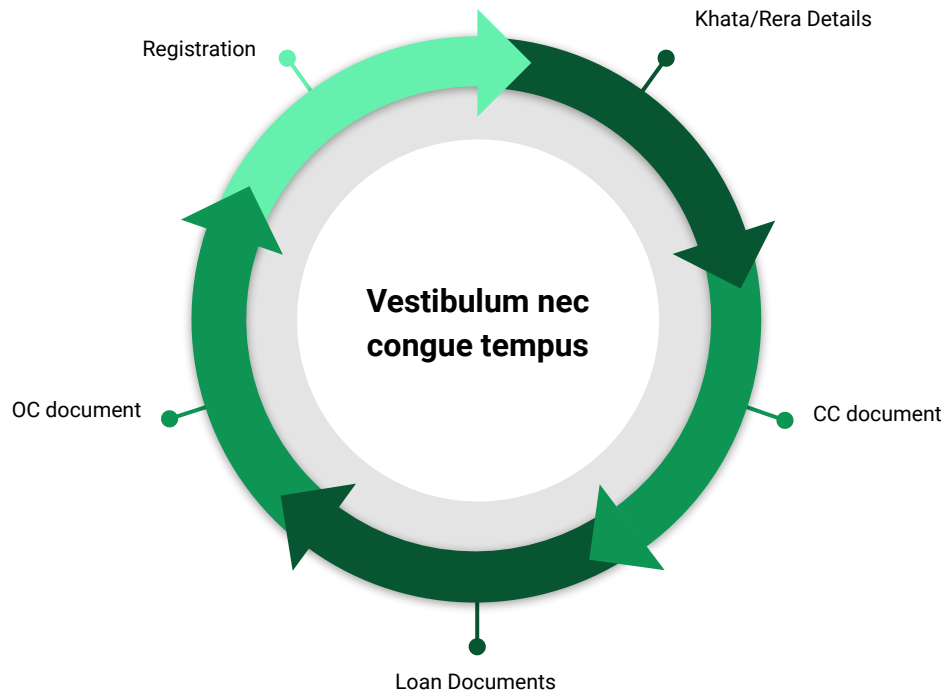 Khata/Rera Details
Registration
Vestibulum nec
congue tempus
OC document
CC document
Loan Documents